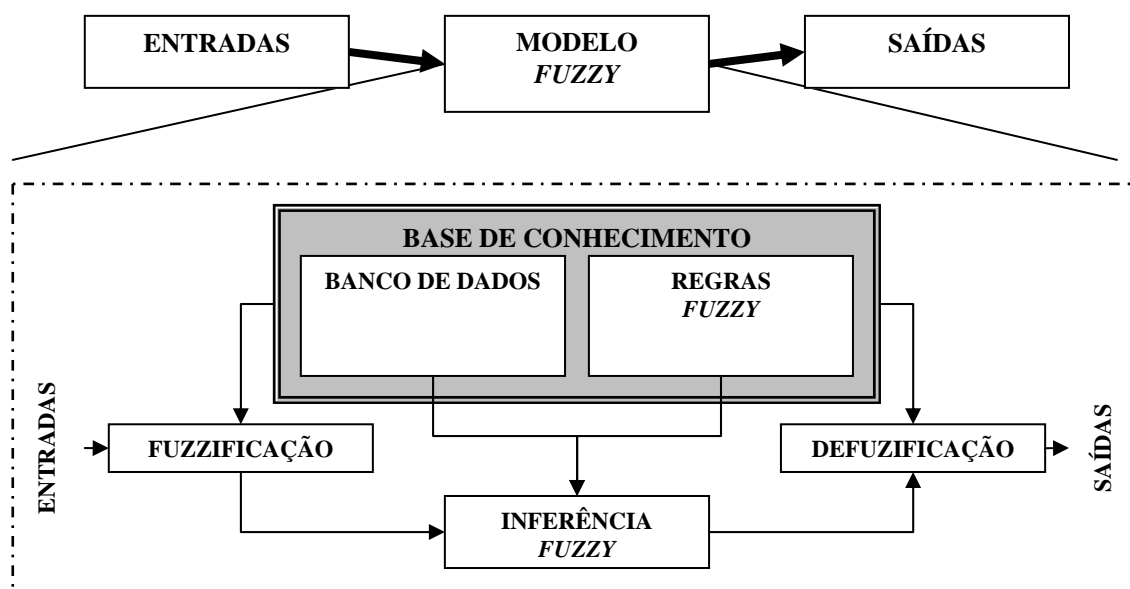 ENTRADAS
MODELO
FUZZY
SAÍDAS
BASE DE CONHECIMENTO
BANCO DE DADOS
REGRAS
FUZZY
ENTRADAS
FUZZIFICAÇÃO
DEFUZIFICAÇÃO
SAÍDAS
INFERÊNCIA
FUZZY